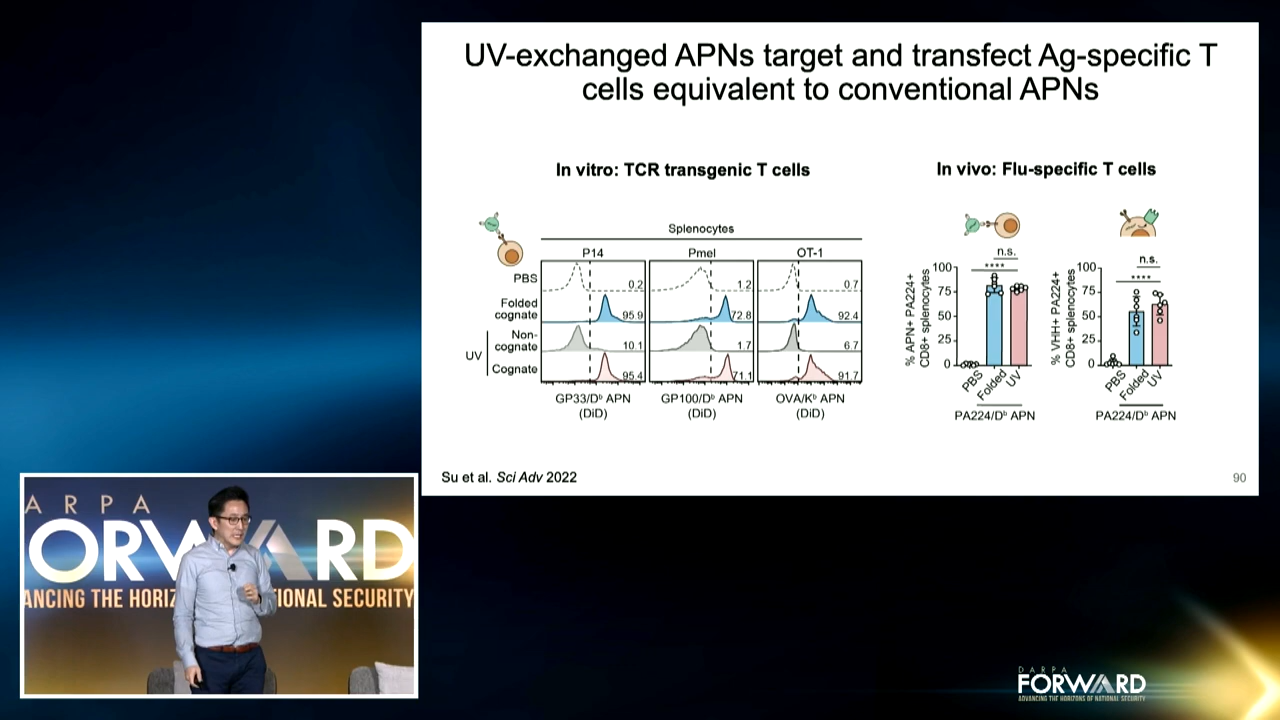 UV-exchanged APNs target and transfect Ag-specific T
cells equivalent to conventional APNs
In vitro: TCR transgenic T cells
Splenocytes
P14 Pmel OT-1
PBS 0.2 1.2 0.7
Folded
cognate 95.9 72.8 92.4
UV
Non-
cognate 10.1 1.7 6.7
Cognate 95.4 71.1 91.7
GP33/Dᵇ APN GP100/Dᵇ APN OVA/Kᵇ APN
(DiD) (DiD) (DiD)
In vivo: Flu-specific T cells
% APN+ PA224+
CD8+ splenocytes
100
75
50
25
0
n.s.
****
PBS Folded UV
PA224/Dᵇ APN
% VHH+ PA224+
CD8+ splenocytes
100
75
50
25
0
n.s.
****
PBS Folded UV
PA224/Dᵇ APN
Su et al. Sci Adv 2022
90
ARPA
ORWARD
ANCING THE HORIZ TIONAL SECURITY
DARPA
FORWARD
ADVANCING THE HORIZONS OF NATIONAL SECURITY